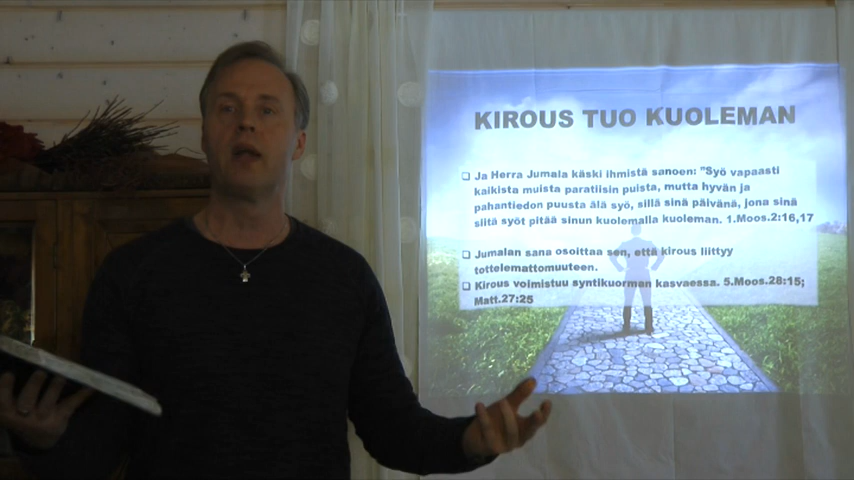 KIROUS TUO KUOLEMAN
❑ Ja Herra Jumala käski ihmistä sanoen: "Syö vapaasti
kaikista muista paratiisin puista, mutta hyvän ja
pahantiedon puusta älä syö, sillä sinä päivänä, jona sinä
siitä syöt pitää sinun kuolemalla kuoleman. 1.Moos.2:16,17
❑ Jumalan sana osoittaa sen, että kirous liittyy
tottelemattomuuteen.
❑ Kirous voimistuu syntikuorman kasvaessa. 5.Moos.28:15;
Matt.27:25